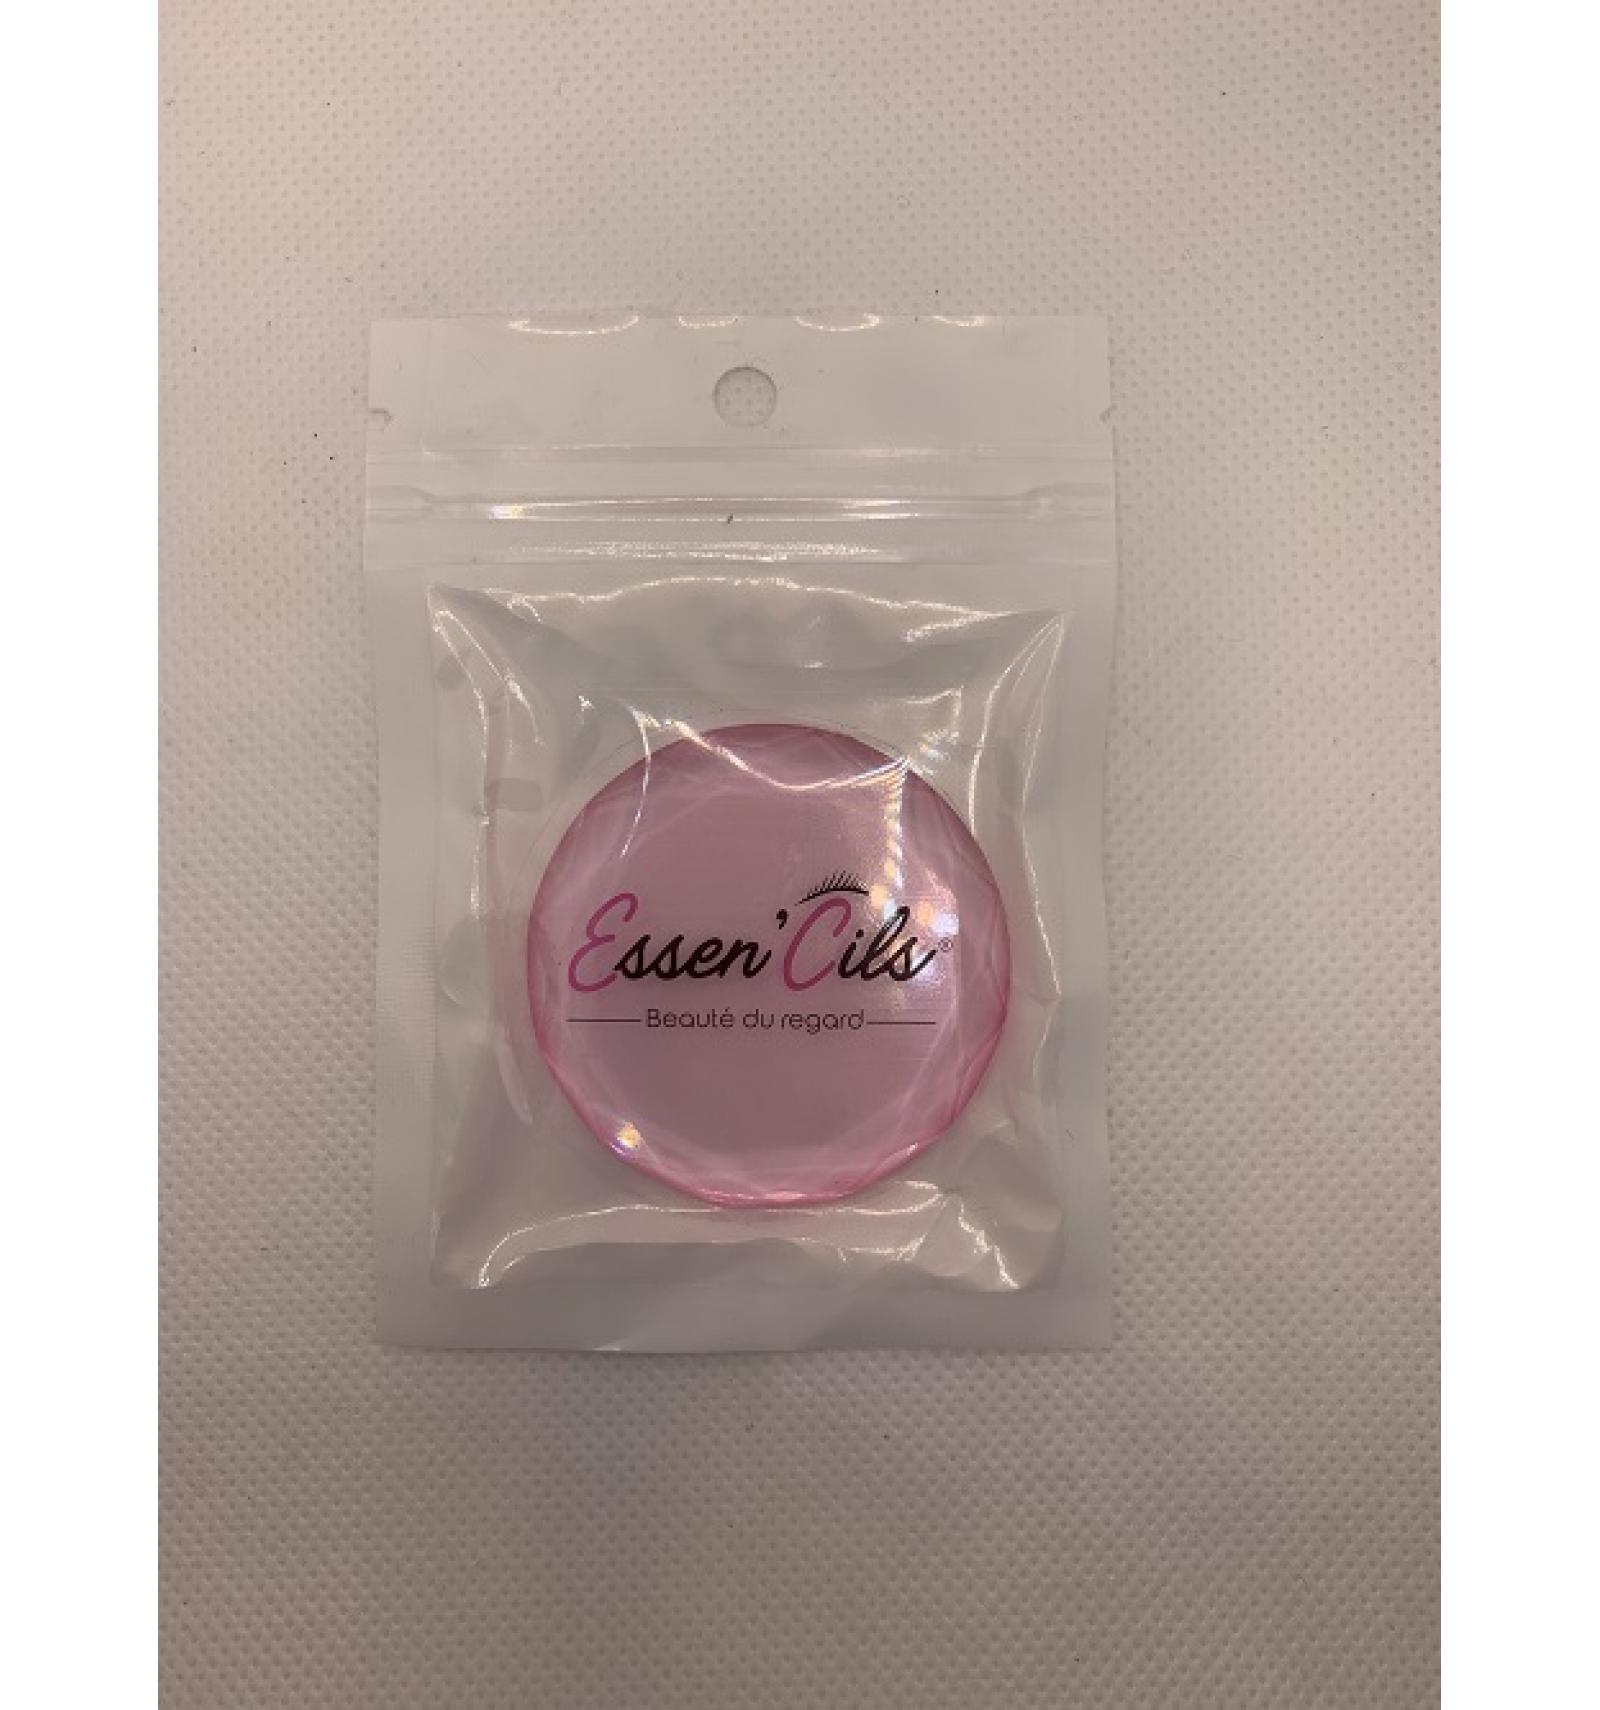 Essen'Cils®
Beauté du regard